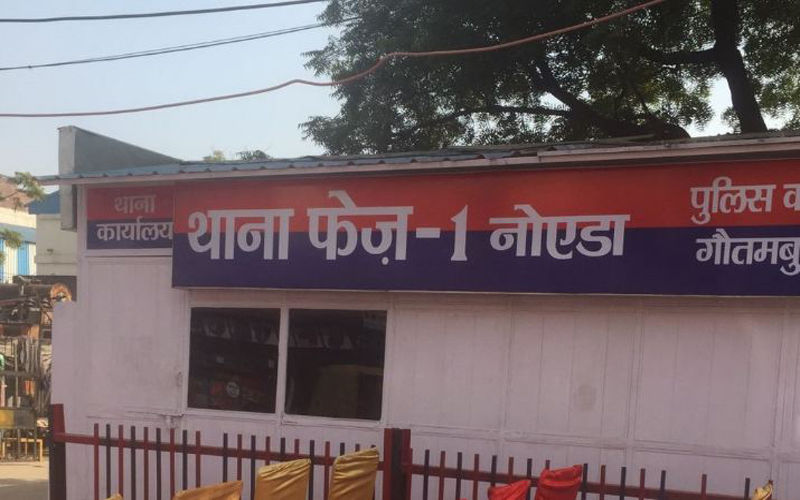 थाना
कार्यालय
थाना फेज़-1 नोएडा
पुलिस